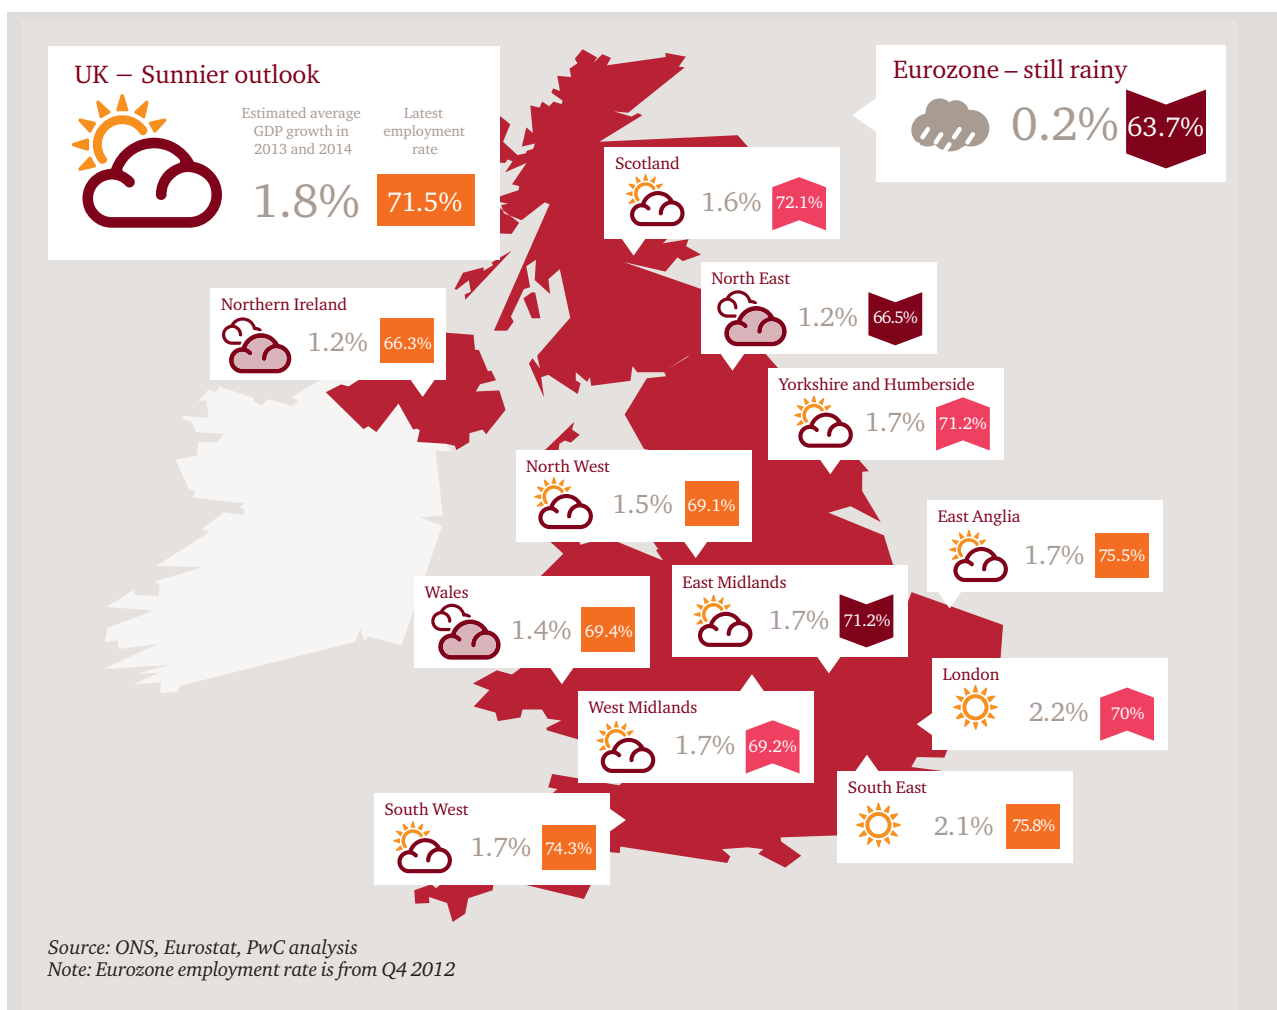 UK – Sunnier outlook
Estimated average
GDP growth in
2013 and 2014
Latest
employment
rate
1.8%
71.5%
Eurozone – still rainy
0.2%
63.7%
Scotland
1.6%
72.1%
North East
1.2%
66.5%
Northern Ireland
1.2%
66.3%
Yorkshire and Humberside
1.7%
71.2%
North West
1.5%
69.1%
East Anglia
1.7%
75.5%
Wales
1.4%
69.4%
East Midlands
1.7%
71.2%
London
2.2%
70%
West Midlands
1.7%
69.2%
South East
2.1%
75.8%
South West
1.7%
74.3%
Source: ONS, Eurostat, PwC analysis
Note: Eurozone employment rate is from Q4 2012